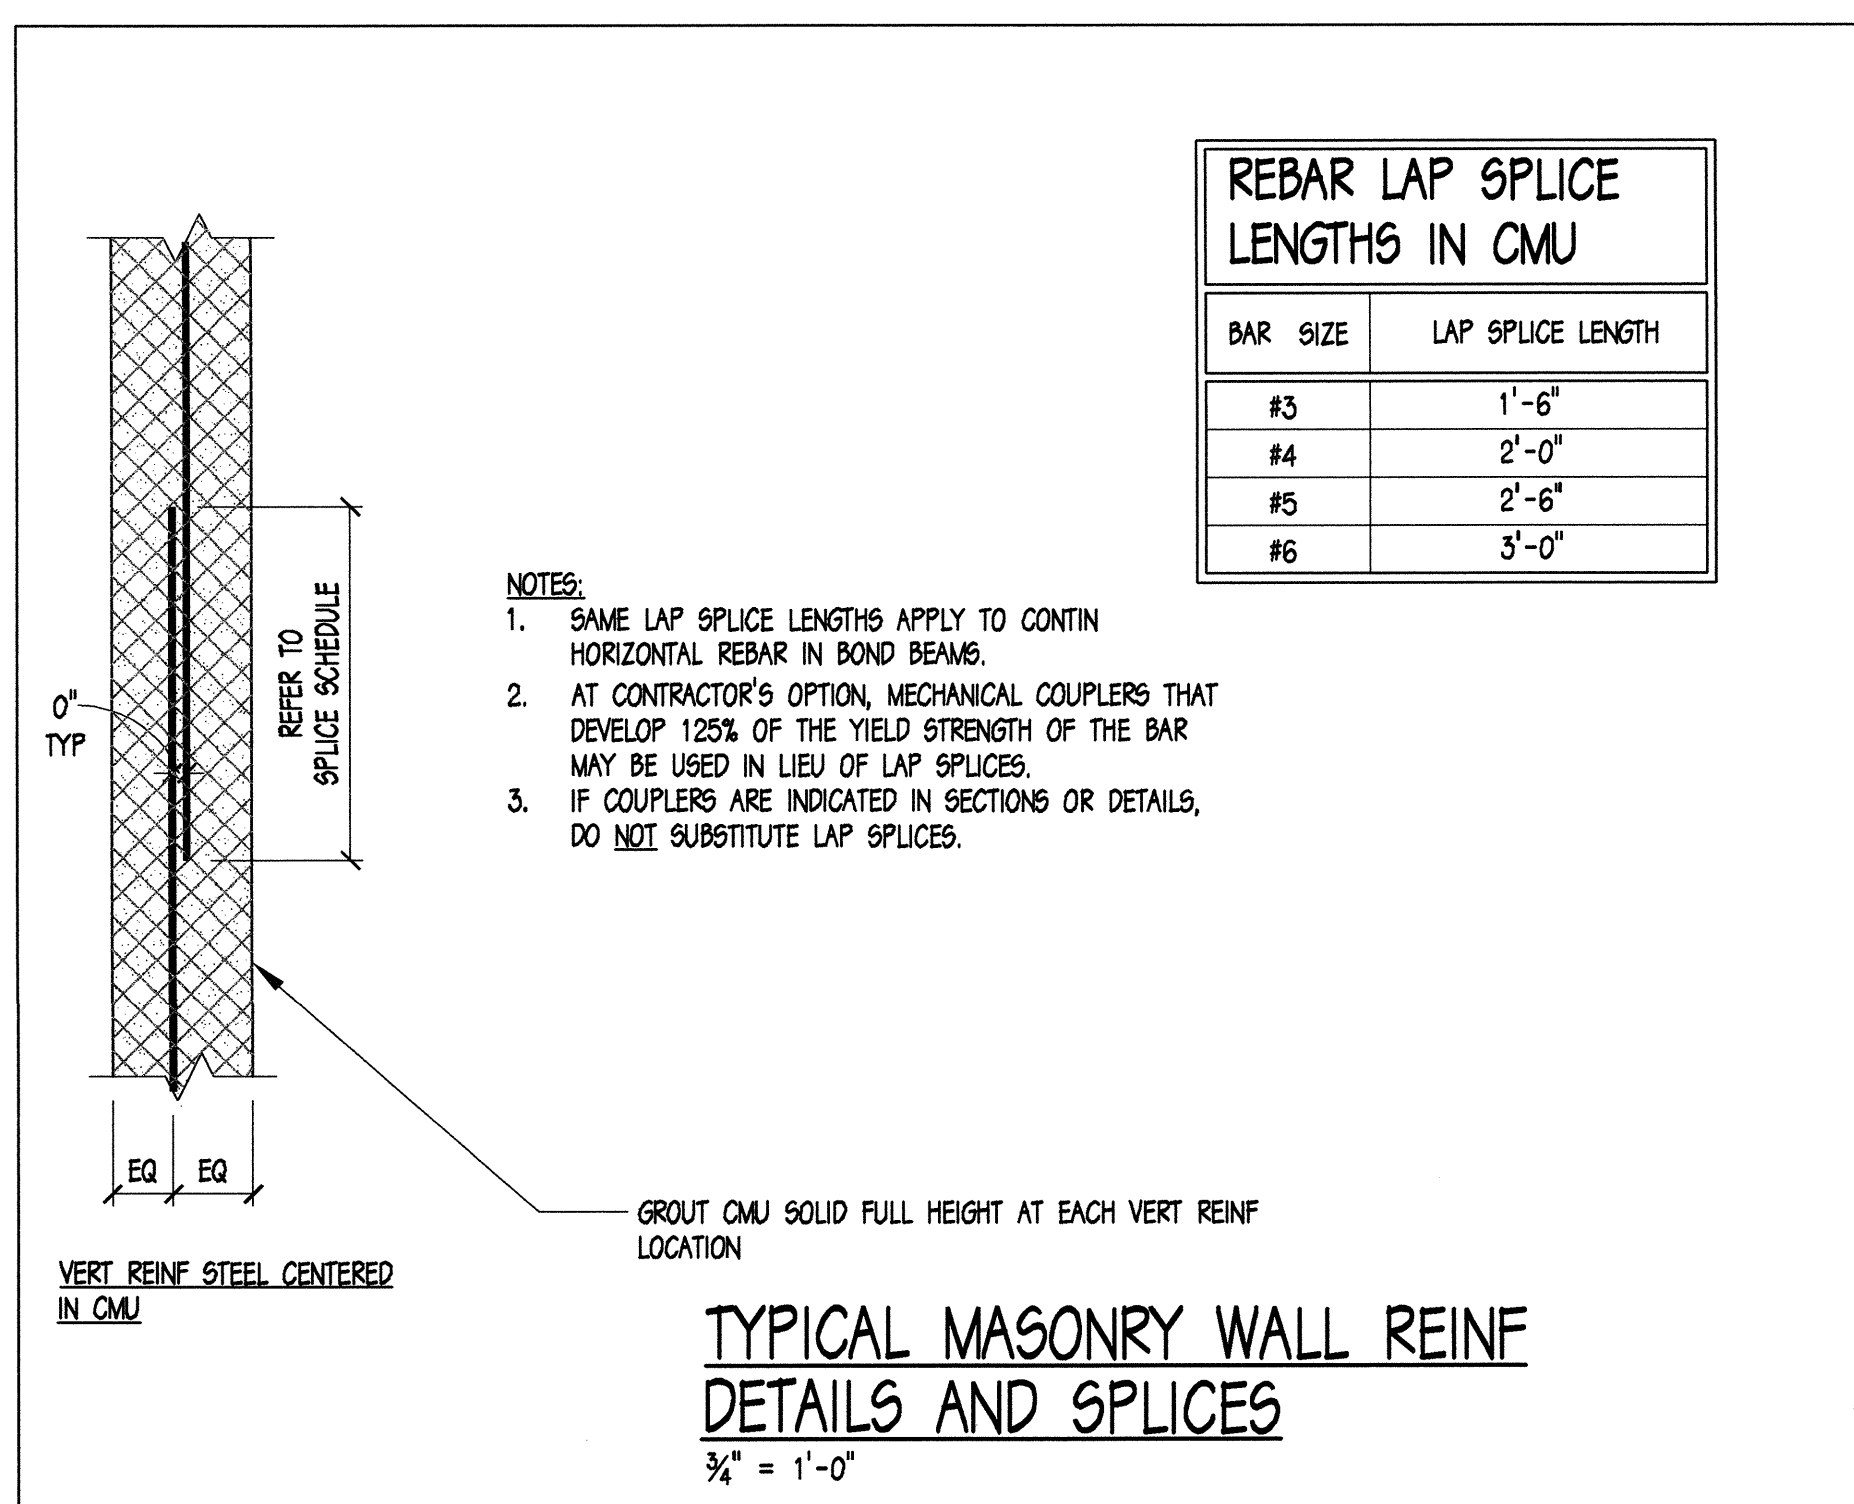 REBAR LAP SPLICE
LENGTHS IN CMU
BAR SIZE LAP SPLICE LENGTH
#3 1'-6"
#4 2'-0"
#5 2'-6"
#6 3'-0"
REFER TO
SPLICE SCHEDULE
0"
TYP
NOTES:
1. SAME LAP SPLICE LENGTHS APPLY TO CONTIN
HORIZONTAL REBAR IN BOND BEAMS.
2. AT CONTRACTOR'S OPTION, MECHANICAL COUPLERS THAT
DEVELOP 125% OF THE YIELD STRENGTH OF THE BAR
MAY BE USED IN LIEU OF LAP SPLICES.
3. IF COUPLERS ARE INDICATED IN SECTIONS OR DETAILS,
DO NOT SUBSTITUTE LAP SPLICES.
EQ EQ
GROUT CMU SOLID FULL HEIGHT AT EACH VERT REINF
LOCATION
VERT REINF STEEL CENTERED
IN CMU
TYPICAL MASONRY WALL REINF
DETAILS AND SPLICES
¾" = 1'-0"